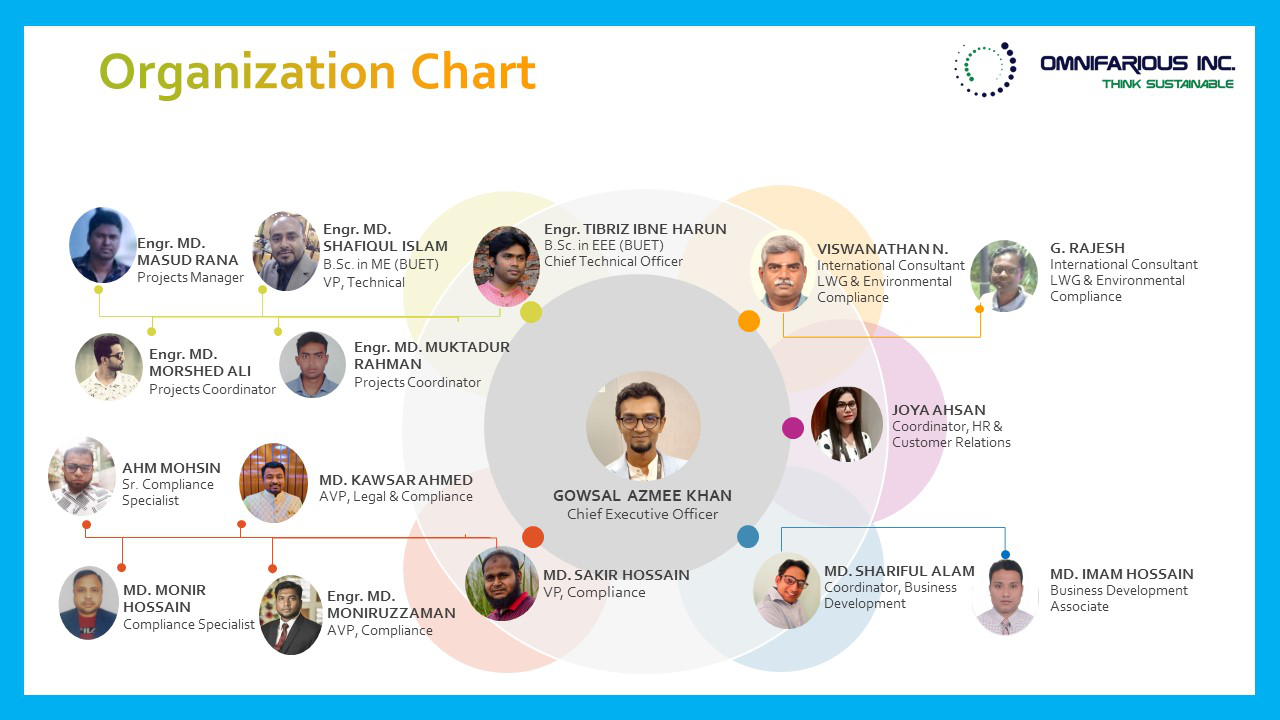 Organization Chart
OMNIFARIOUS INC.
THINK SUSTAINABLE
Engr. MD.
MASUD RANA
Projects Manager
Engr. MD.
SHAFIQUL ISLAM
B.Sc. in ME (BUET)
VP, Technical
Engr. TIBRIZ IBNE HARUN
B.Sc. in EEE (BUET)
Chief Technical Officer
VISWANATHAN N.
International Consultant
LWG & Environmental
Compliance
G. RAJESH
International Consultant
LWG & Environmental
Compliance
Engr. MD.
MORSHED ALI
Projects Coordinator
Engr. MD. MUKTADUR
RAHMAN
Projects Coordinator
JOYA AHSAN
Coordinator, HR &
Customer Relations
AHM MOHSIN
Sr. Compliance
Specialist
MD. KAWSAR AHMED
AVP, Legal & Compliance
GOWSAL AZMEE KHAN
Chief Executive Officer
MD. MONIR
HOSSAIN
Compliance Specialist
Engr. MD.
MONIRUZZAMAN
AVP, Compliance
MD. SAKIR HOSSAIN
VP, Compliance
MD. SHARIFUL ALAM
Coordinator, Business
Development
MD. IMAM HOSSAIN
Business Development
Associate